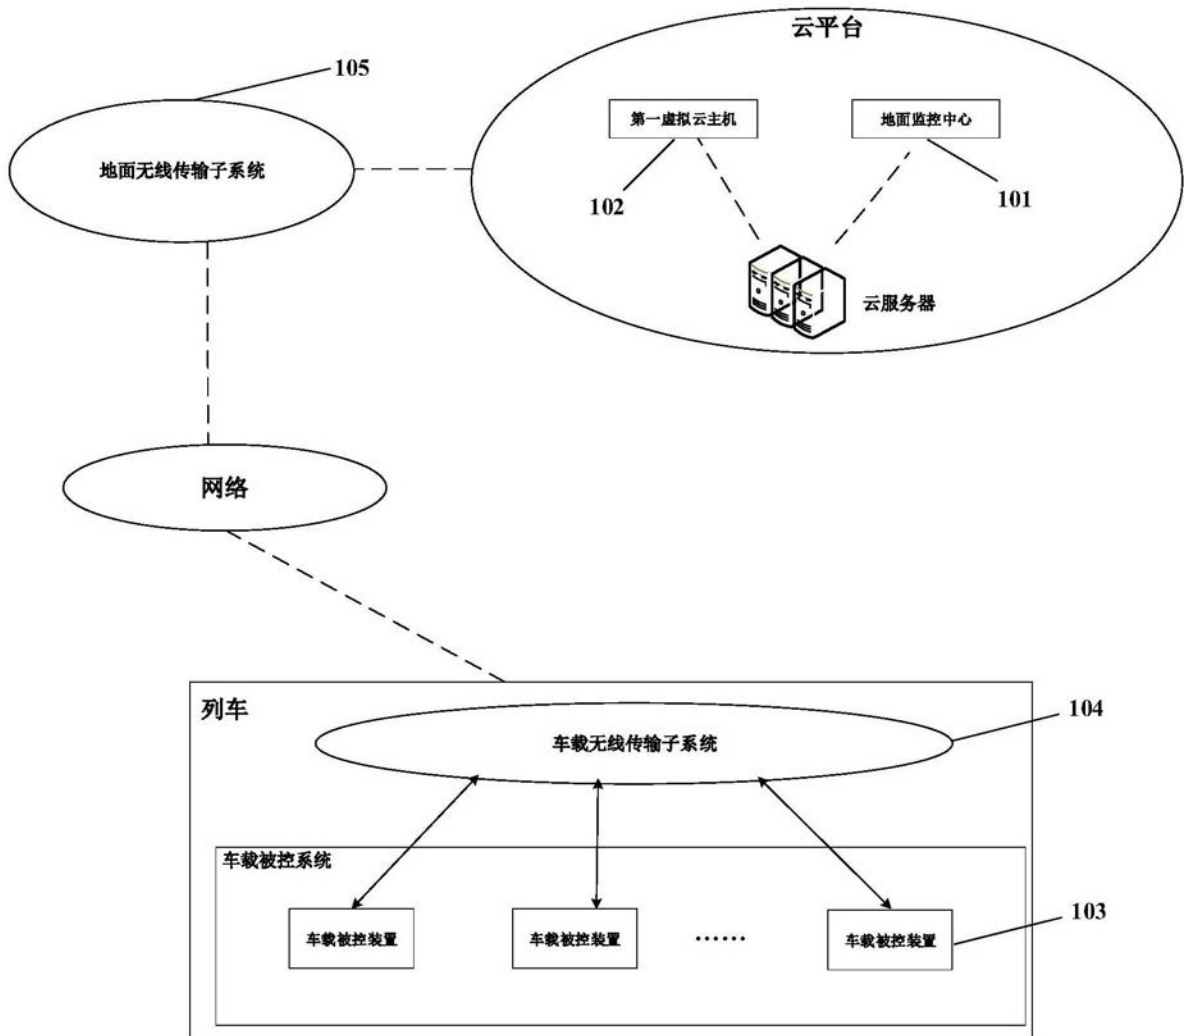 云平台
105
第一虚拟云主机
地面监控中心
地面无线传输子系统
102
101
云服务器
网络
列车
104
车载无线传输子系统
车载被控系统
103
车载被控装置
车载被控装置
……
车载被控装置